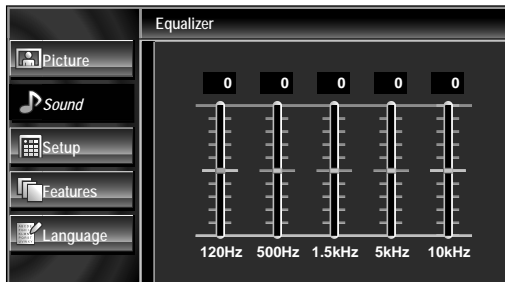 Equalizer
Picture
Sound
Setup
Features
Language
0 0 0 0 0
120Hz 500Hz 1.5kHz 5kHz 10kHz